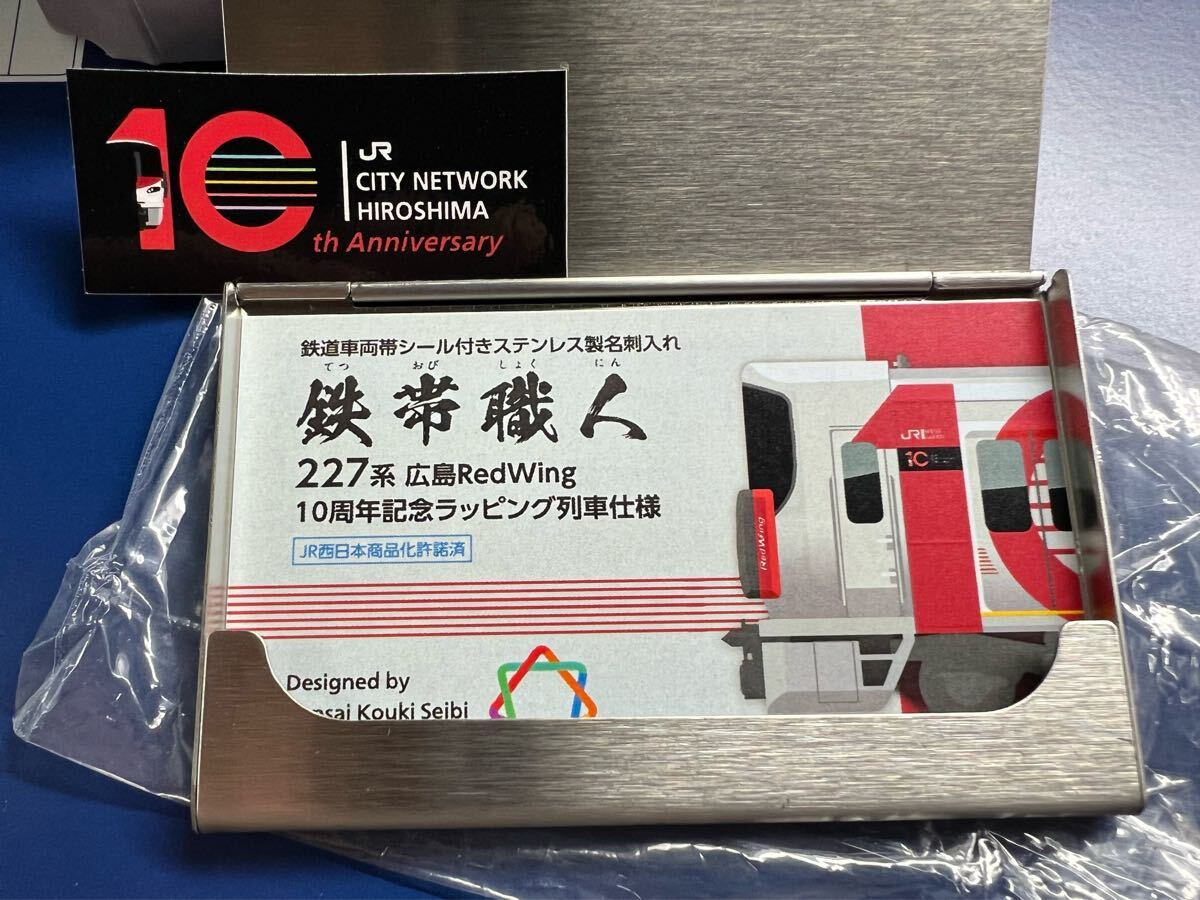 10
JR
CITY NETWORK
HIROSHIMA
th Anniversary
鉄道車両帯シール付きステンレス製名刺入れ
てつ おび しょく にん
鉄帯職人
227系 広島RedWing
10周年記念ラッピング列車仕様
JR西日本商品化許諾済
Designed by
Kouki Seibi
RedWing
JR
10
10